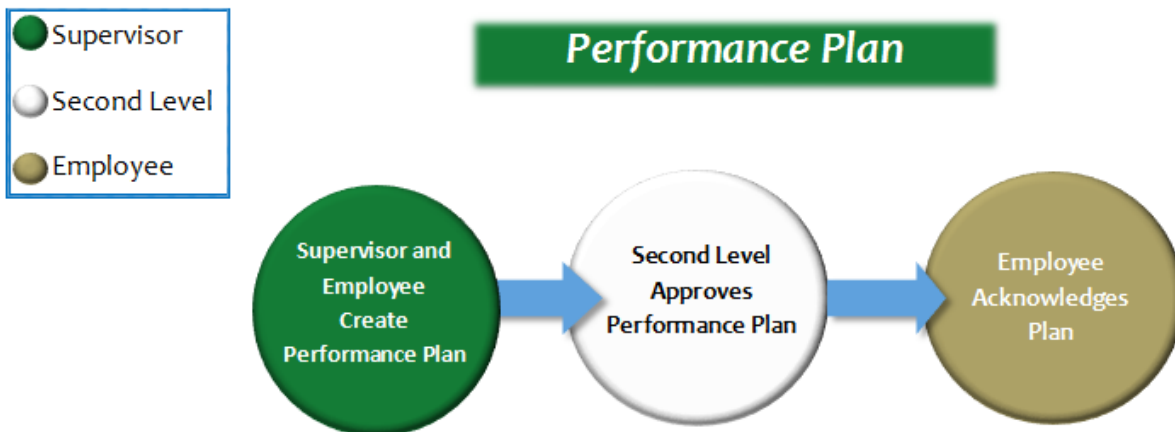 Supervisor
Second Level
Employee
Performance Plan
Supervisor and
Employee
Create
Performance Plan
Second Level
Approves
Performance Plan
Employee
Acknowledges
Plan